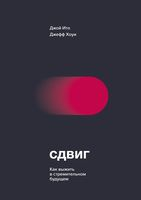 Джой Ито
Джефф Хоуи
сдвиг
Как выжить
в стремительном
будущем